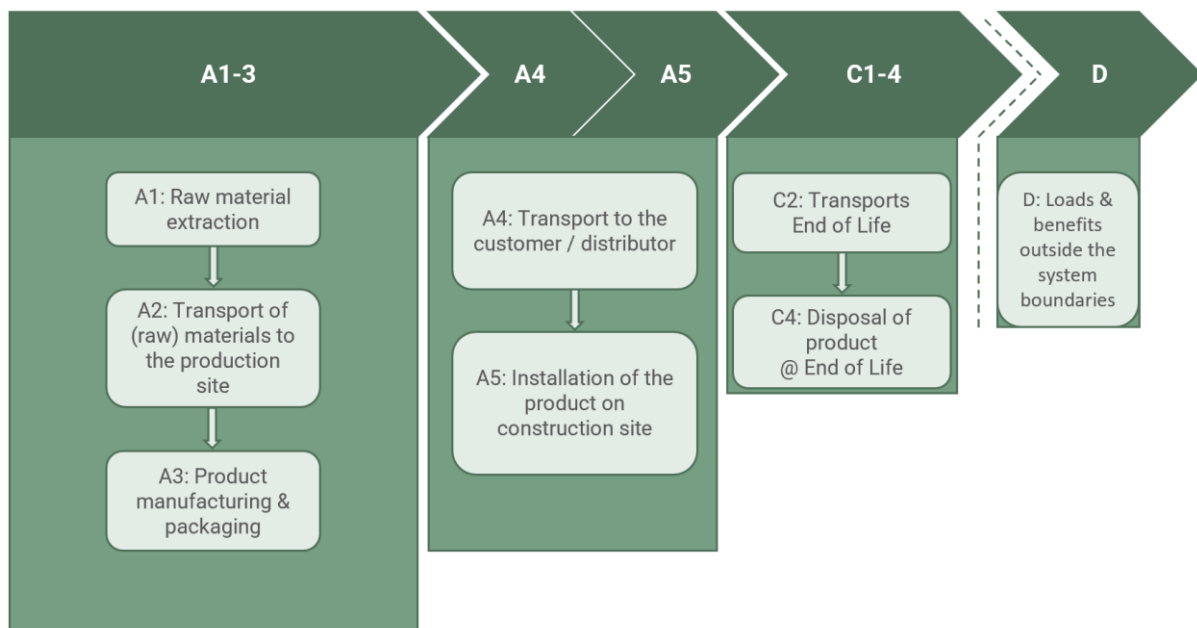 A1-3
A4
A5
C1-4
D
A1: Raw material
extraction
A2: Transport of
(raw) materials to
the production
site
A3: Product
manufacturing &
packaging
A4: Transport to the
customer / distributor
A5: Installation of the
product on
construction site
C2: Transports
End of Life
C4: Disposal of
product
@ End of Life
D: Loads &
benefits
outside the
system
boundaries